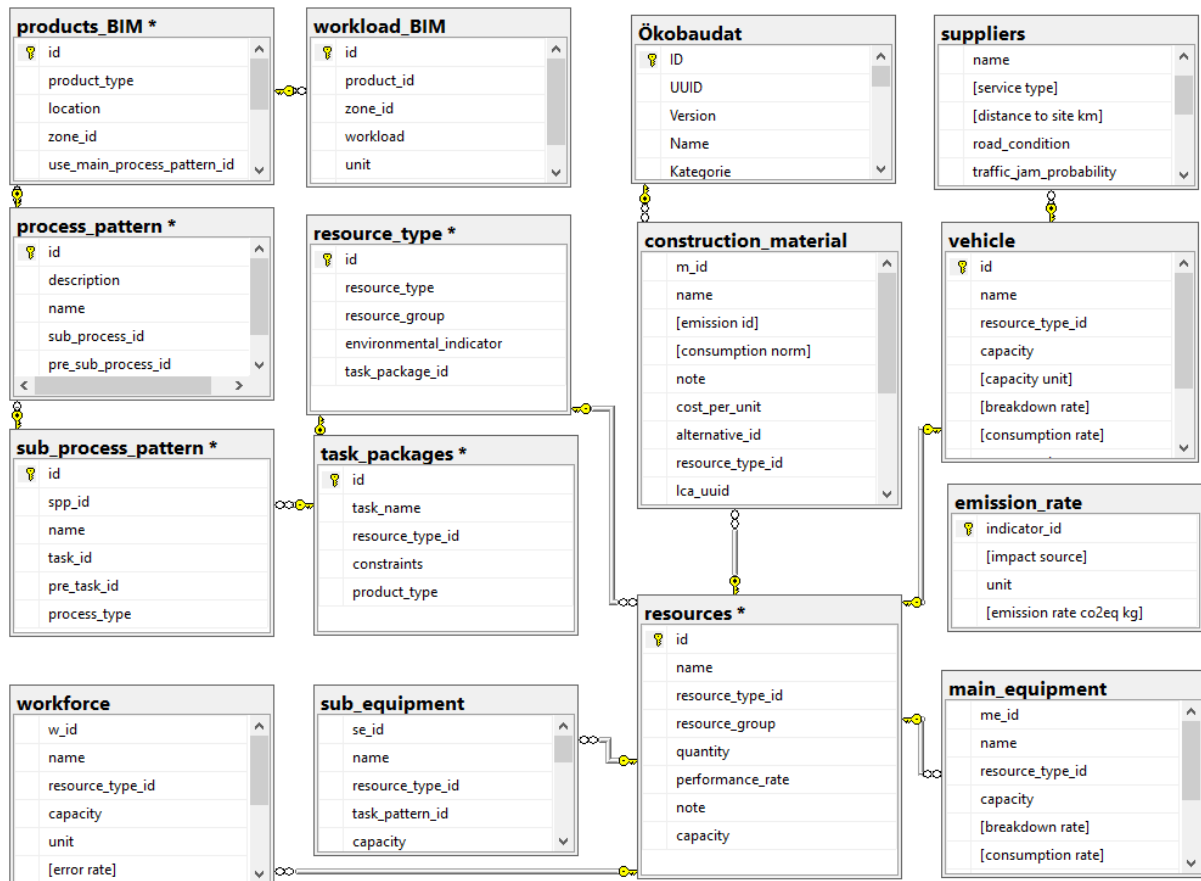 products_BIM *
id
product_type
location
zone_id
use_main_process_pattern_id
workload_BIM
id
product_id
zone_id
workload
unit
Ökobaudat
ID
UUID
Version
Name
Kategorie
suppliers
name
[service type]
[distance to site km]
road_condition
traffic_jam_probability
process_pattern *
id
description
name
sub_process_id
pre_sub_process_id
resource_type *
id
resource_type
resource_group
environmental_indicator
task_package_id
construction_material
m_id
name
[emission id]
[consumption norm]
note
cost_per_unit
alternative_id
resource_type_id
lca_uuid
vehicle
id
name
resource_type_id
capacity
[capacity unit]
[breakdown rate]
[consumption rate]
sub_process_pattern *
id
spp_id
name
task_id
pre_task_id
process_type
task_packages *
id
task_name
resource_type_id
constraints
product_type
emission_rate
indicator_id
[impact source]
unit
[emission rate co2eq kg]
resources *
id
name
resource_type_id
resource_group
quantity
performance_rate
note
capacity
workforce
w_id
name
resource_type_id
capacity
unit
[error rate]
sub_equipment
se_id
name
resource_type_id
task_pattern_id
capacity
main_equipment
me_id
name
resource_type_id
capacity
[breakdown rate]
[consumption rate]